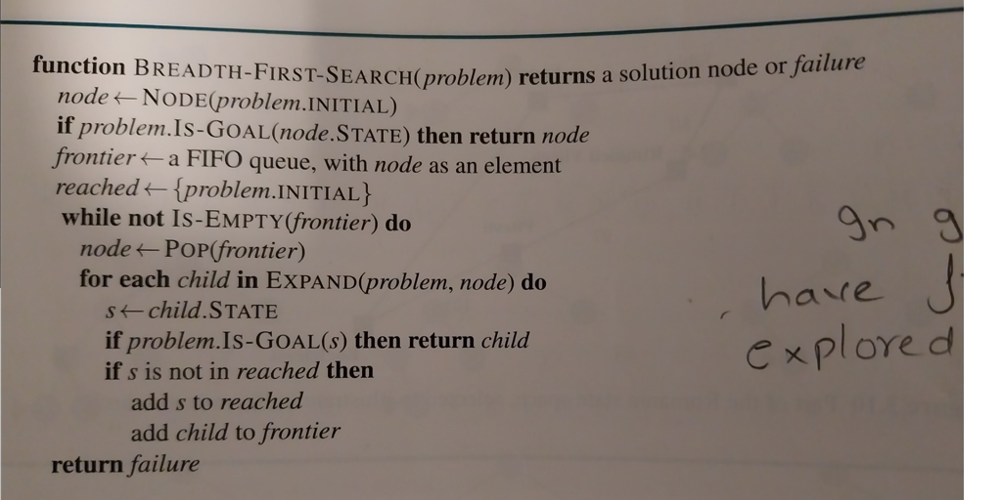 function BREADTH-FIRST-SEARCH(problem) returns a solution node or failure
node ← NODE(problem.INITIAL)
if problem.IS-GOAL(node.STATE) then return node
frontier ← a FIFO queue, with node as an element
reached ← {problem.INITIAL}
while not IS-EMPTY(frontier) do
node ← POP(frontier)
for each child in EXPAND(problem, node) do
s ← child.STATE
if problem.IS-GOAL(s) then return child
if s is not in reached then
add s to reached
add child to frontier
return failure
In g
have f
explored